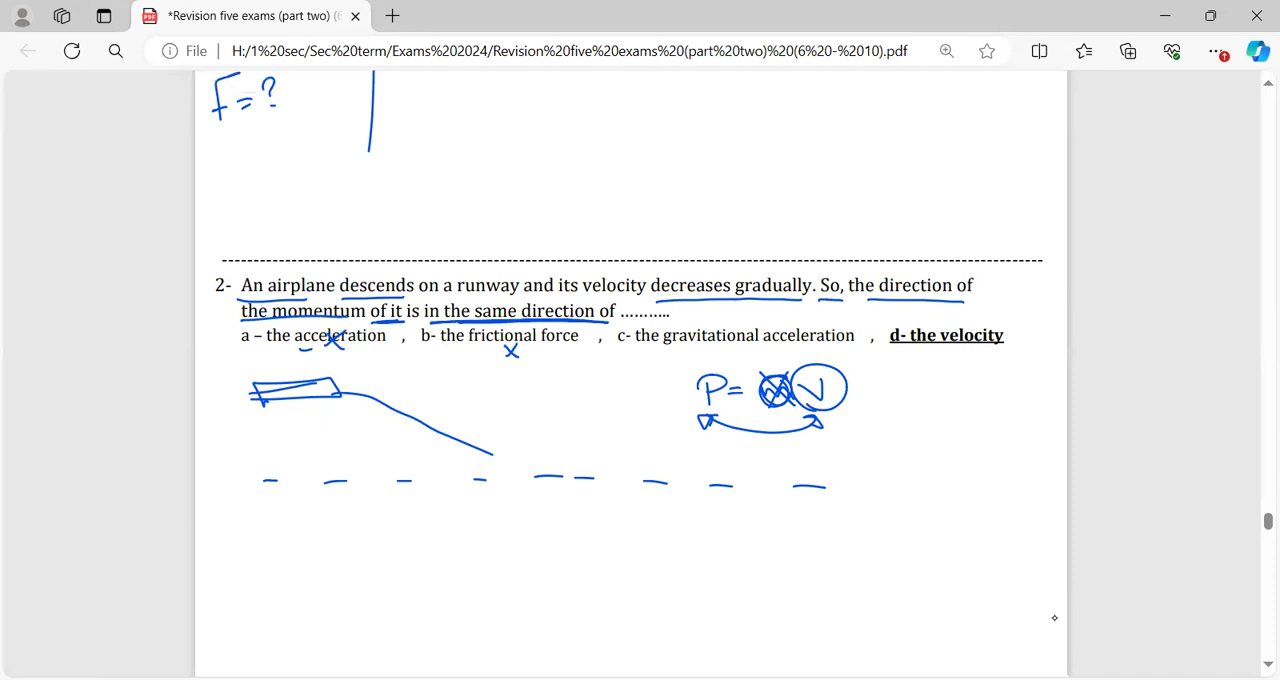 *Revision five exams (part two) (6
File
H:/1%20sec/Sec%20term/Exams%202024/Revision%20five%20exams%20(part%20two)%20(6%20-%2010).pdf
F = ?
2- An airplane descends on a runway and its velocity decreases gradually. So, the direction of
the momentum of it is in the same direction of ...........
a – the acceleration , b- the frictional force , c- the gravitational acceleration , d- the velocity
P = m V